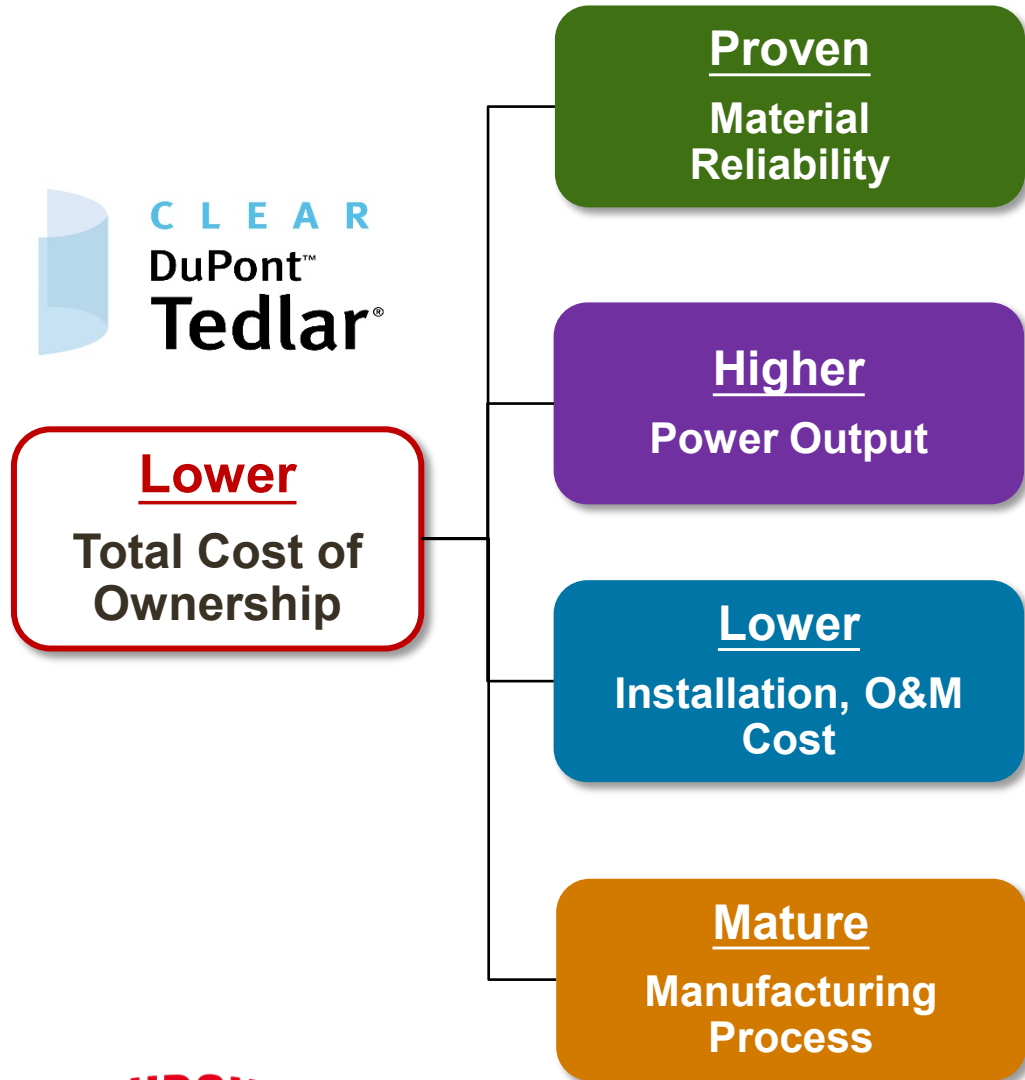 CLEAR
DuPont™
Tedlar®
Lower
Total Cost of
Ownership
Proven
Material
Reliability
Higher
Power Output
Lower
Installation, O&M
Cost
Mature
Manufacturing
Process